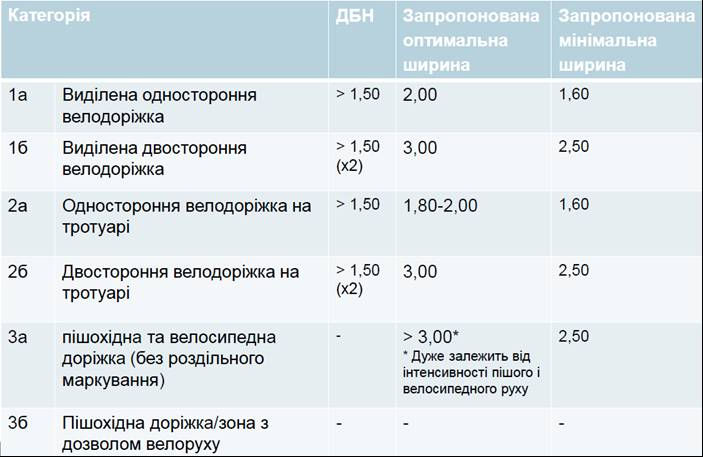 Категорія ДБН Запропонована оптимальна ширина Запропонована мінімальна ширина
1а Виділена одностороння велодоріжка > 1,50 2,00 1,60
1б Виділена двостороння велодоріжка > 1,50 (х2) 3,00 2,50
2а Одностороння велодоріжка на тротуарі > 1,50 1,80-2,00 1,60
2б Двостороння велодоріжка на тротуарі > 1,50 (х2) 3,00 2,50
3а пішохідна та велосипедна доріжка (без роздільного маркування) - > 3,00* * Дуже залежить від інтенсивності пішого і велосипедного руху 2,50
3б Пішохідна доріжка/зона з дозволом велоруху - - -